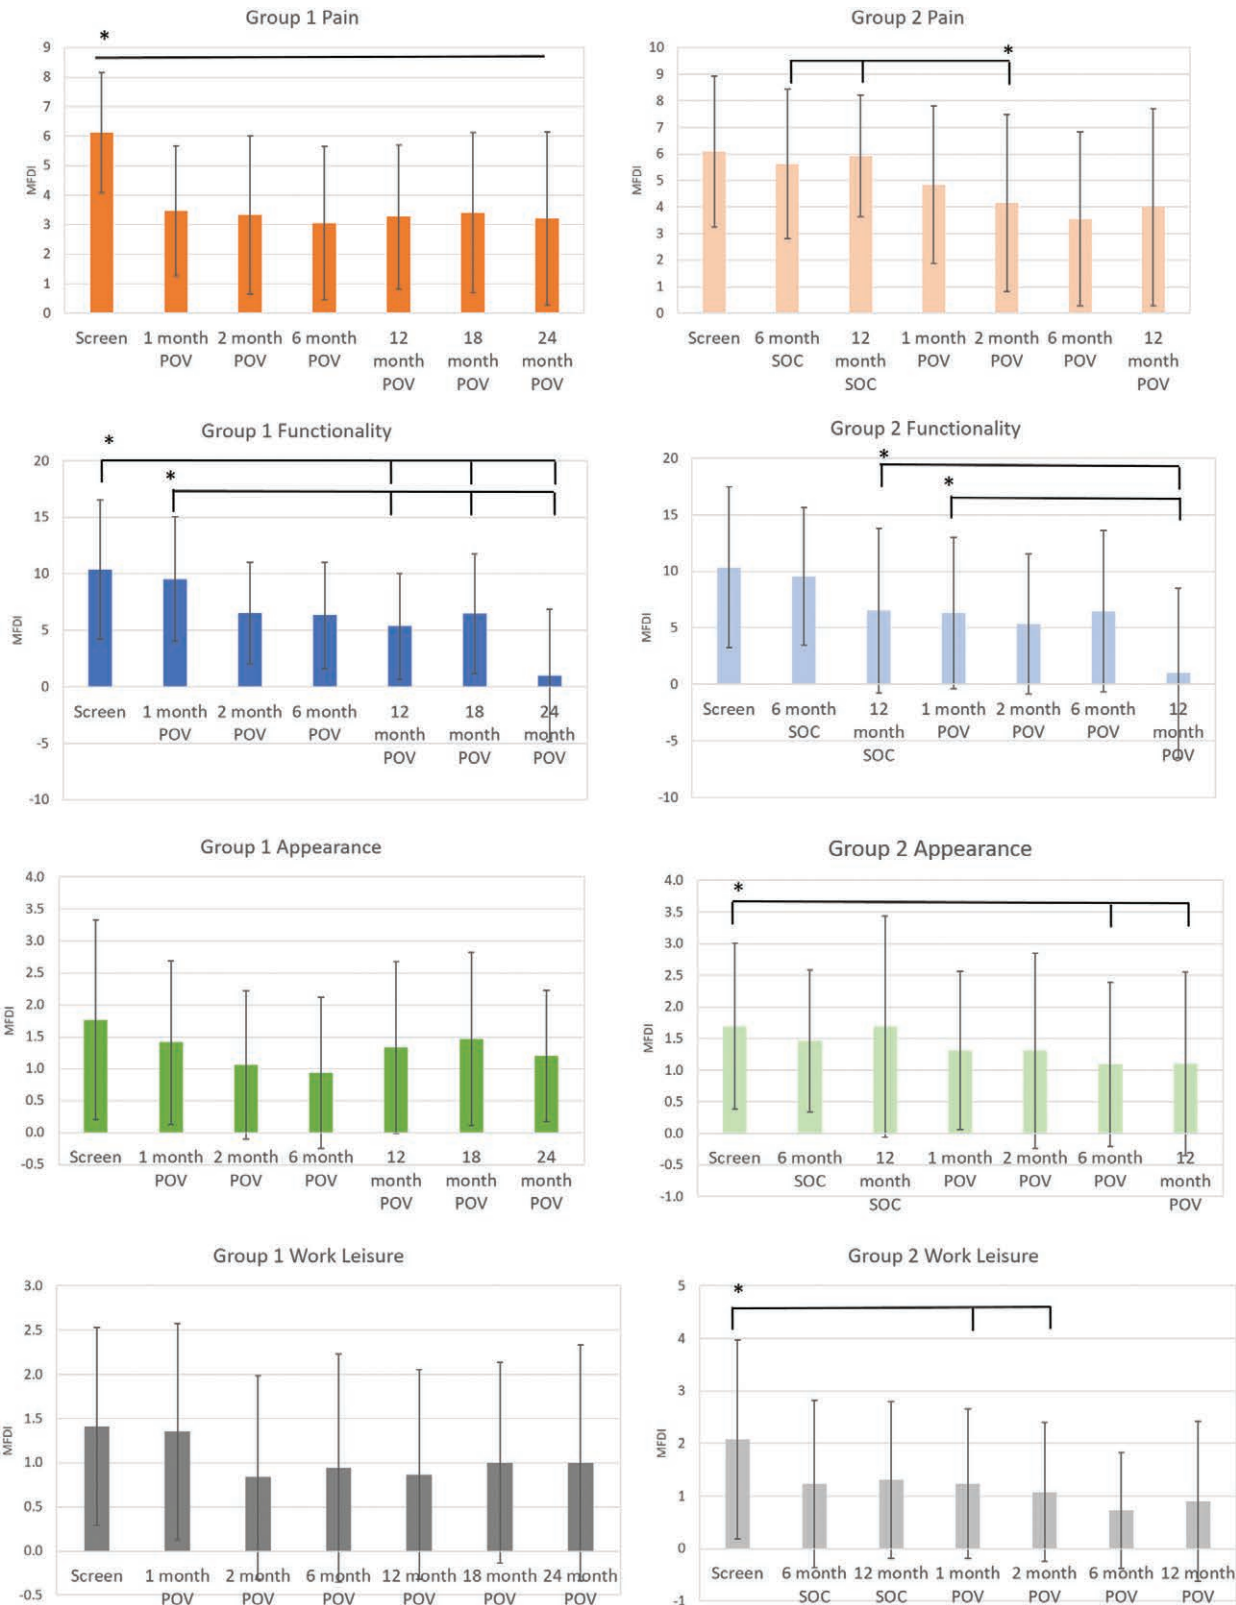 Group 1 Pain
*
9
8
7
6
5
4
3
2
1
0
MFDI
Screen 1 month 2 month 6 month 12 18 24
POV POV POV month month month
POV POV POV
Group 2 Pain
*
10
9
8
7
6
5
4
3
2
1
0
MFDI
Screen 6 month 12 1 month 2 month 6 month 12
SOC month POV POV POV month
SOC POV
Group 1 Functionality
*
*
20
15
10
5
0
-5
-10
MFDI
Screen 1 month 2 month 6 month 12 18 24
POV POV POV month month month
POV POV POV
Group 2 Functionality
*
*
20
15
10
5
0
-5
-10
MFDI
Screen 6 month 12 1 month 2 month 6 month 12
SOC month POV POV POV month
SOC POV
Group 1 Appearance
4.0
3.5
3.0
2.5
2.0
1.5
1.0
0.5
0.0
-0.5
MFDI
Screen 1 month 2 month 6 month 12 18 24
POV POV POV month month month
POV POV POV
Group 2 Appearance
*
4.0
3.5
3.0
2.5
2.0
1.5
1.0
0.5
0.0
-0.5
-1.0
MFDI
Screen 6 month 12 1 month 2 month 6 month 12
SOC month POV POV POV month
SOC POV
Group 1 Work Leisure
3.0
2.5
2.0
1.5
1.0
0.5
0.0
-0.5
MFDI
Screen 1 month 2 month 6 month 12 month 18 month 24 month
POV POV POV POV POV POV
Group 2 Work Leisure
*
5
4
3
2
1
0
-1
MFDI
Screen 6 month 12 month 1 month 2 month 6 month 12 month
SOC SOC POV POV POV POV